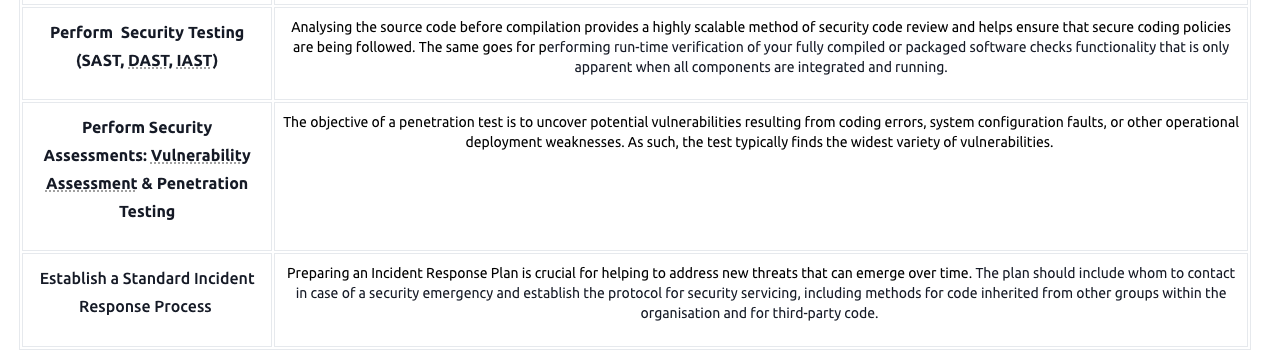 Perform  Security Testing
(SAST, DAST, IAST)
Analysing the source code before compilation provides a highly scalable method of security code review and helps ensure that secure coding policies
are being followed. The same goes for performing run-time verification of your fully compiled or packaged software checks functionality that is only
apparent when all components are integrated and running.
Perform Security
Assessments: Vulnerability
Assessment & Penetration
Testing
The objective of a penetration test is to uncover potential vulnerabilities resulting from coding errors, system configuration faults, or other operational
deployment weaknesses. As such, the test typically finds the widest variety of vulnerabilities.
Establish a Standard Incident
Response Process
Preparing an Incident Response Plan is crucial for helping to address new threats that can emerge over time. The plan should include whom to contact
in case of a security emergency and establish the protocol for security servicing, including methods for code inherited from other groups within the
organisation and for third-party code.